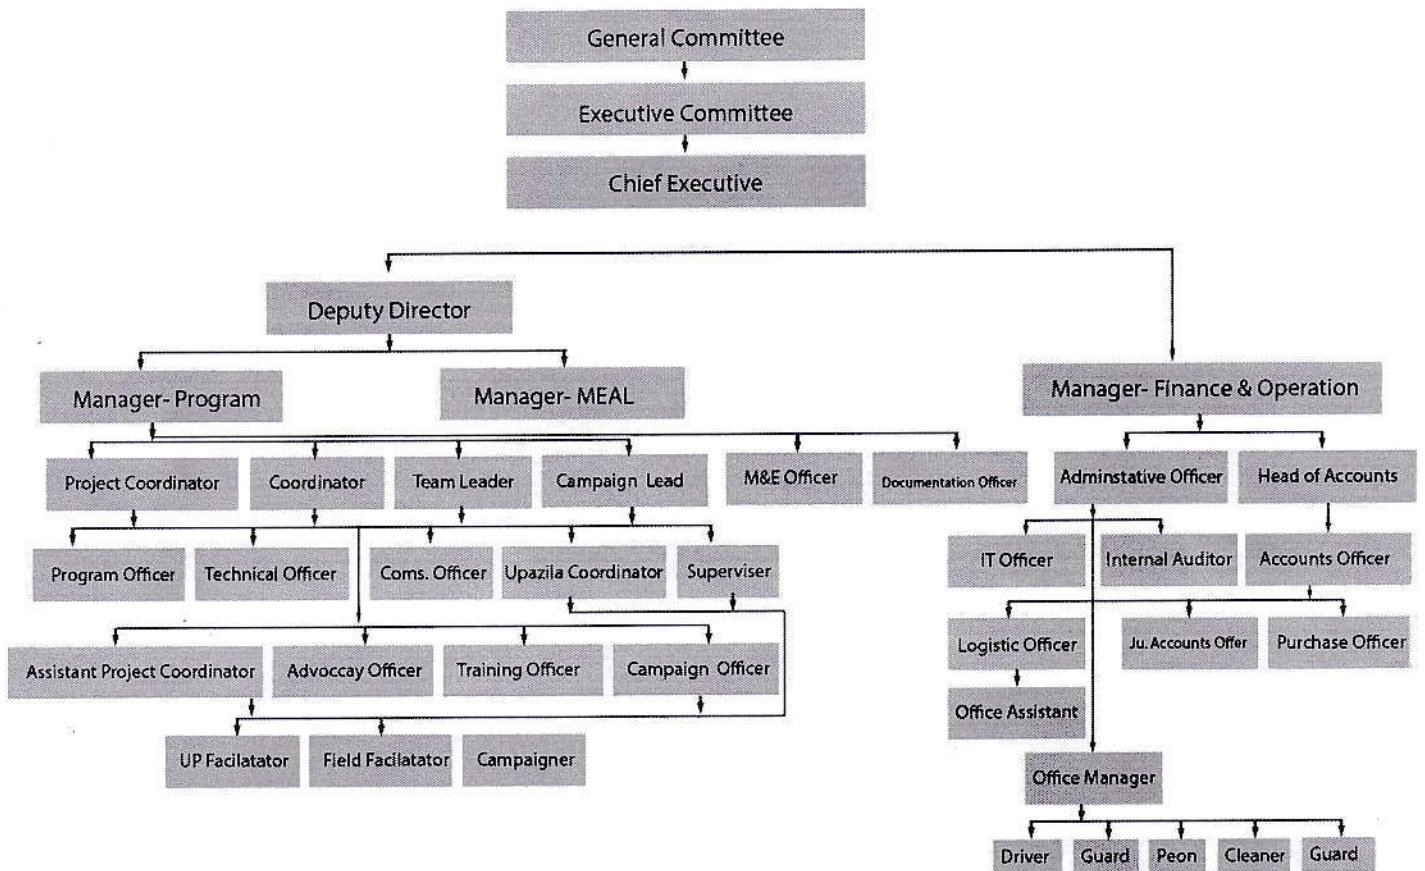 General Committee
Executive Committee
Chief Executive
Deputy Director
Manager- Program
Manager- MEAL
Manager- Finance & Operation
Project Coordinator
Coordinator
Team Leader
Campaign Lead
M&E Officer
Documentation Officer
Adminstative Officer
Head of Accounts
Program Officer
Technical Officer
Coms. Officer
Upazila Coordinator
Superviser
IT Officer
Internal Auditor
Accounts Officer
Logistic Officer
Ju. Accounts Offer
Purchase Officer
Assistant Project Coordinator
Advoccay Officer
Training Officer
Campaign Officer
Office Assistant
UP Facilatator
Field Facilatator
Campaigner
Office Manager
Driver
Guard
Peon
Cleaner
Guard